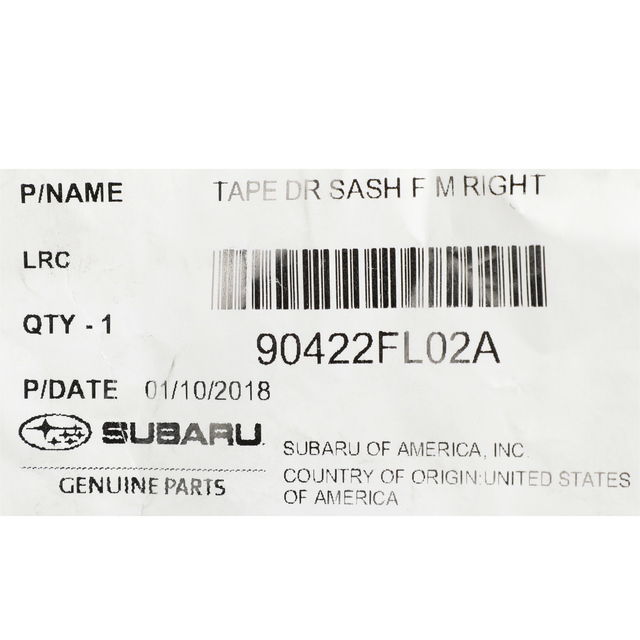 P/NAME TAPE DR SASH F M RIGHT
LRC
QTY - 1
90422FL02A
P/DATE 01/10/2018
SUBARU
GENUINE PARTS
SUBARU OF AMERICA, INC.
COUNTRY OF ORIGIN:UNITED STATES
OF AMERICA